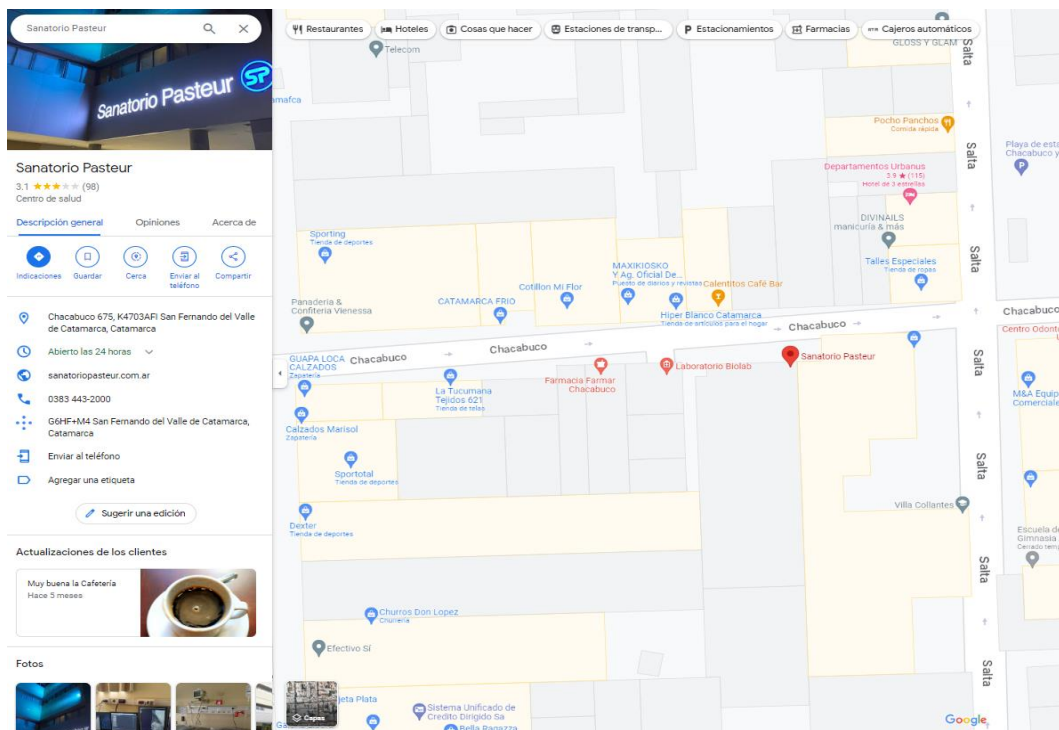 Sanatorio Pasteur
Sanatorio Pasteur SP
Sanatorio Pasteur
3.1 (98)
Centro de salud
Descripción general
Opiniones
Acerca de
Indicaciones
Guardar
Cerca
Enviar al
teléfono
Compartir
Chacabuco 675, K4703AFI San Fernando del Valle
de Catamarca, Catamarca
Abierto las 24 horas
sanatoriopasteur.com.ar
0383 443-2000
G6HF+M4 San Fernando del Valle de Catamarca,
Catamarca
Enviar al teléfono
Agregar una etiqueta
Sugerir una edición
Actualizaciones de los clientes
Muy buena la Cafetería
Hace 5 meses
Fotos
Restaurantes
Hoteles
Cosas que hacer
Estaciones de transp...
P Estacionamientos
Farmacias
ATM Cajeros automáticos
Telecom
GLOSS Y GLAM
Salta
Pocho Panchos
Comida rápida
Salta
Playa de esta
Chacabuco y
P
Departamentos Urbanus
3.9 ★ (115)
Hotel de 3 estrellas
DIVINAILS
manicuría & más
Salta
Talles Especiales
Tienda de ropas
Sporting
Tienda de deportes
MAXIKIOSKO
Y Ag. Oficial De...
Puesto de diarios y revistas
Calentitos Café Bar
Cotillon Mi Flor
Panaderia &
Confiteria Vienessa
CATAMARCA FRIO
Hiper Blanco Catamarca
Tienda de artículos para el hogar
Chacabuco
Chacabuco
Chacabuco
Chacabuco
Centro Odont
GUAPA LOCA
CALZADOS
Zapatería
La Tucumana
Tejidos 621
Tienda de telas
Farmacia Farmar
Chacabuco
Laboratorio Biolab
Sanatorio Pasteur
M&A Equip
Comerciale
Calzados Marisol
Zapatería
Sportotal
Tienda de deportes
Salta
Dexter
Tienda de deportes
Villa Collantes
Escuela de
Gimnasia
Cerrado temp
Salta
Churros Don Lopez
Churrería
Efectivo Sí
Salta
Capas
jeta Plata
Sistema Unificado de
Credito Dirigido Sa
Bella Ragazza
Google